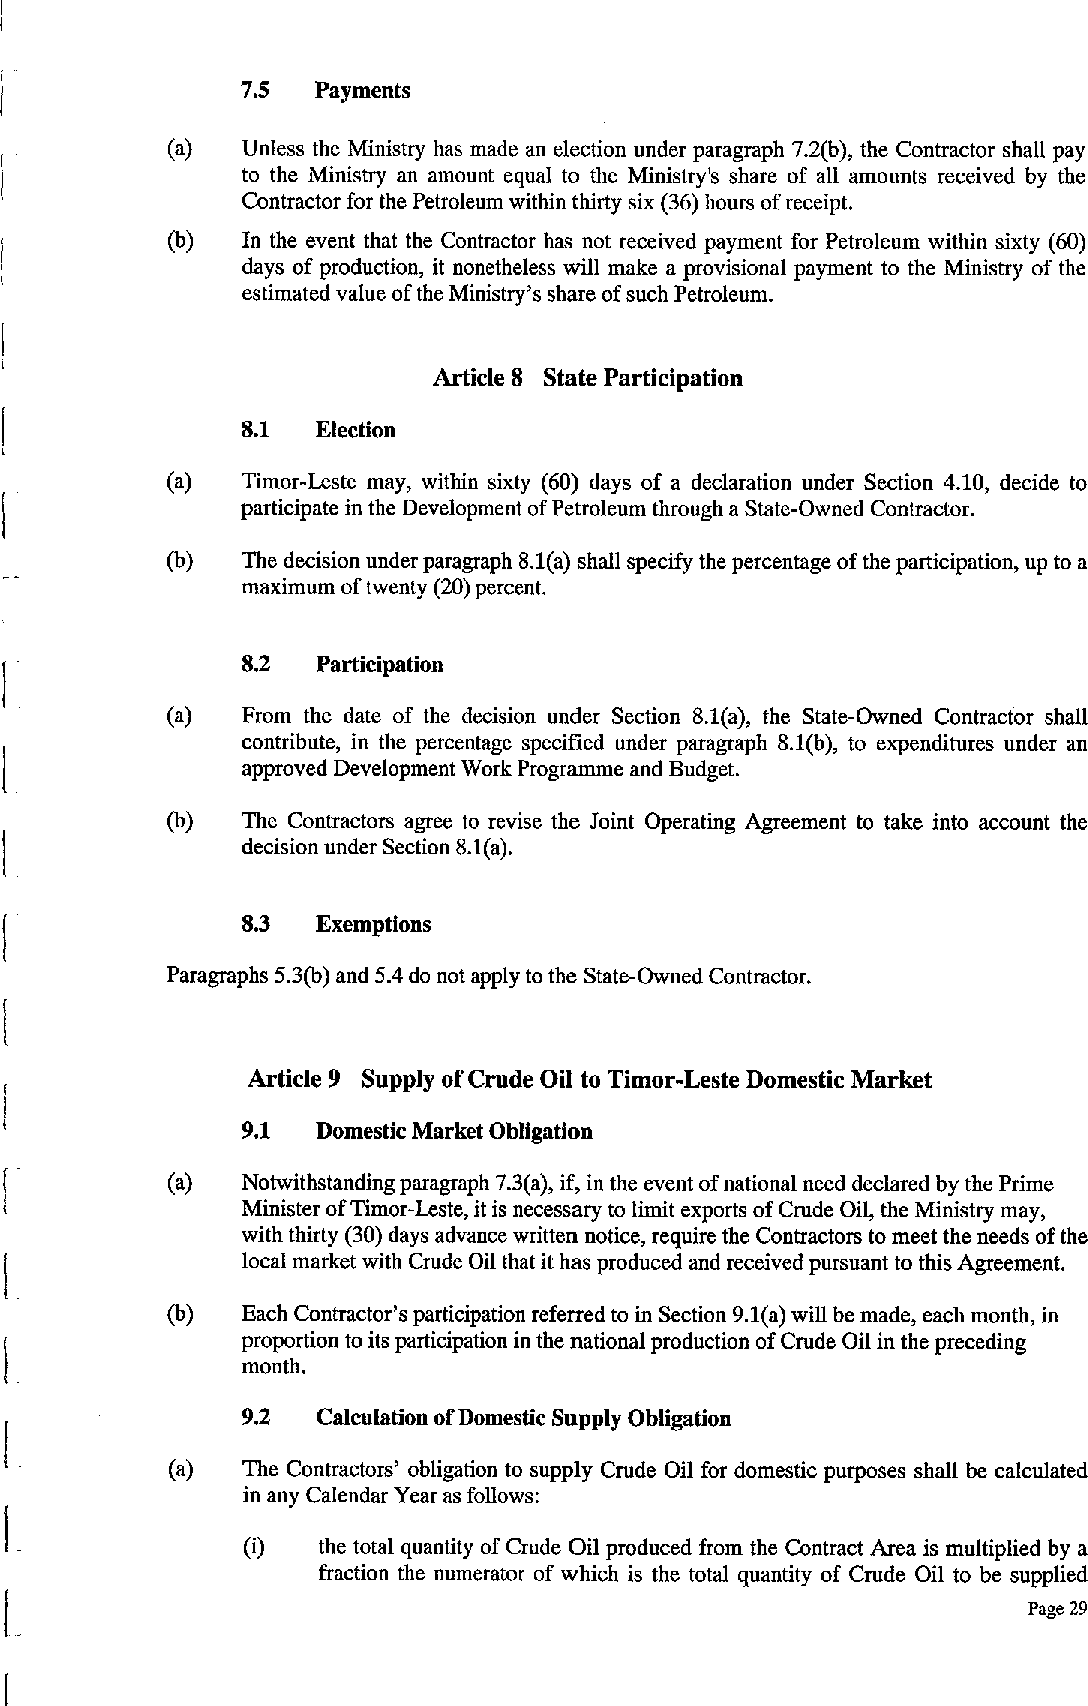 7.5 Payments
(a) Unless the Ministry has made an election under paragraph 7.2(b), the Contractor shall pay
to the Ministry an amount equal to the Ministry's share of all amounts received by the
Contractor for the Petroleum within thirty six (36) hours of receipt.
(b) In the event that the Contractor has not received payment for Petroleum within sixty (60)
days of production, it nonetheless will make a provisional payment to the Ministry of the
estimated value of the Ministry's share of such Petroleum.
Article 8 State Participation
8.1 Election
(a) Timor-Leste may, within sixty (60) days of a declaration under Section 4.10, decide to
participate in the Development of Petroleum through a State-Owned Contractor.
(b) The decision under paragraph 8.1(a) shall specify the percentage of the participation, up to a
maximum of twenty (20) percent.
8.2 Participation
(a) From the date of the decision under Section 8.1(a), the State-Owned Contractor shall
contribute, in the percentage specified under paragraph 8.1(b), to expenditures under an
approved Development Work Programme and Budget.
(b) The Contractors agree to revise the Joint Operating Agreement to take into account the
decision under Section 8.1(a).
8.3 Exemptions
Paragraphs 5.3(b) and 5.4 do not apply to the State-Owned Contractor.
Article 9 Supply of Crude Oil to Timor-Leste Domestic Market
9.1 Domestic Market Obligation
(a) Notwithstanding paragraph 7.3(a), if, in the event of national need declared by the Prime
Minister of Timor-Leste, it is necessary to limit exports of Crude Oil, the Ministry may,
with thirty (30) days advance written notice, require the Contractors to meet the needs of the
local market with Crude Oil that it has produced and received pursuant to this Agreement.
(b) Each Contractor's participation referred to in Section 9.1(a) will be made, each month, in
proportion to its participation in the national production of Crude Oil in the preceding
month.
9.2 Calculation of Domestic Supply Obligation
(a) The Contractors' obligation to supply Crude Oil for domestic purposes shall be calculated
in any Calendar Year as follows:
(i) the total quantity of Crude Oil produced from the Contract Area is multiplied by a
fraction the numerator of which is the total quantity of Crude Oil to be supplied
Page 29